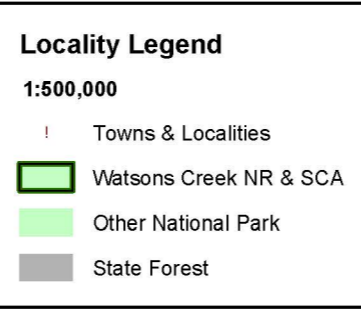 Locality Legend
1:500,000
! Towns & Localities
Watsons Creek NR & SCA
Other National Park
State Forest